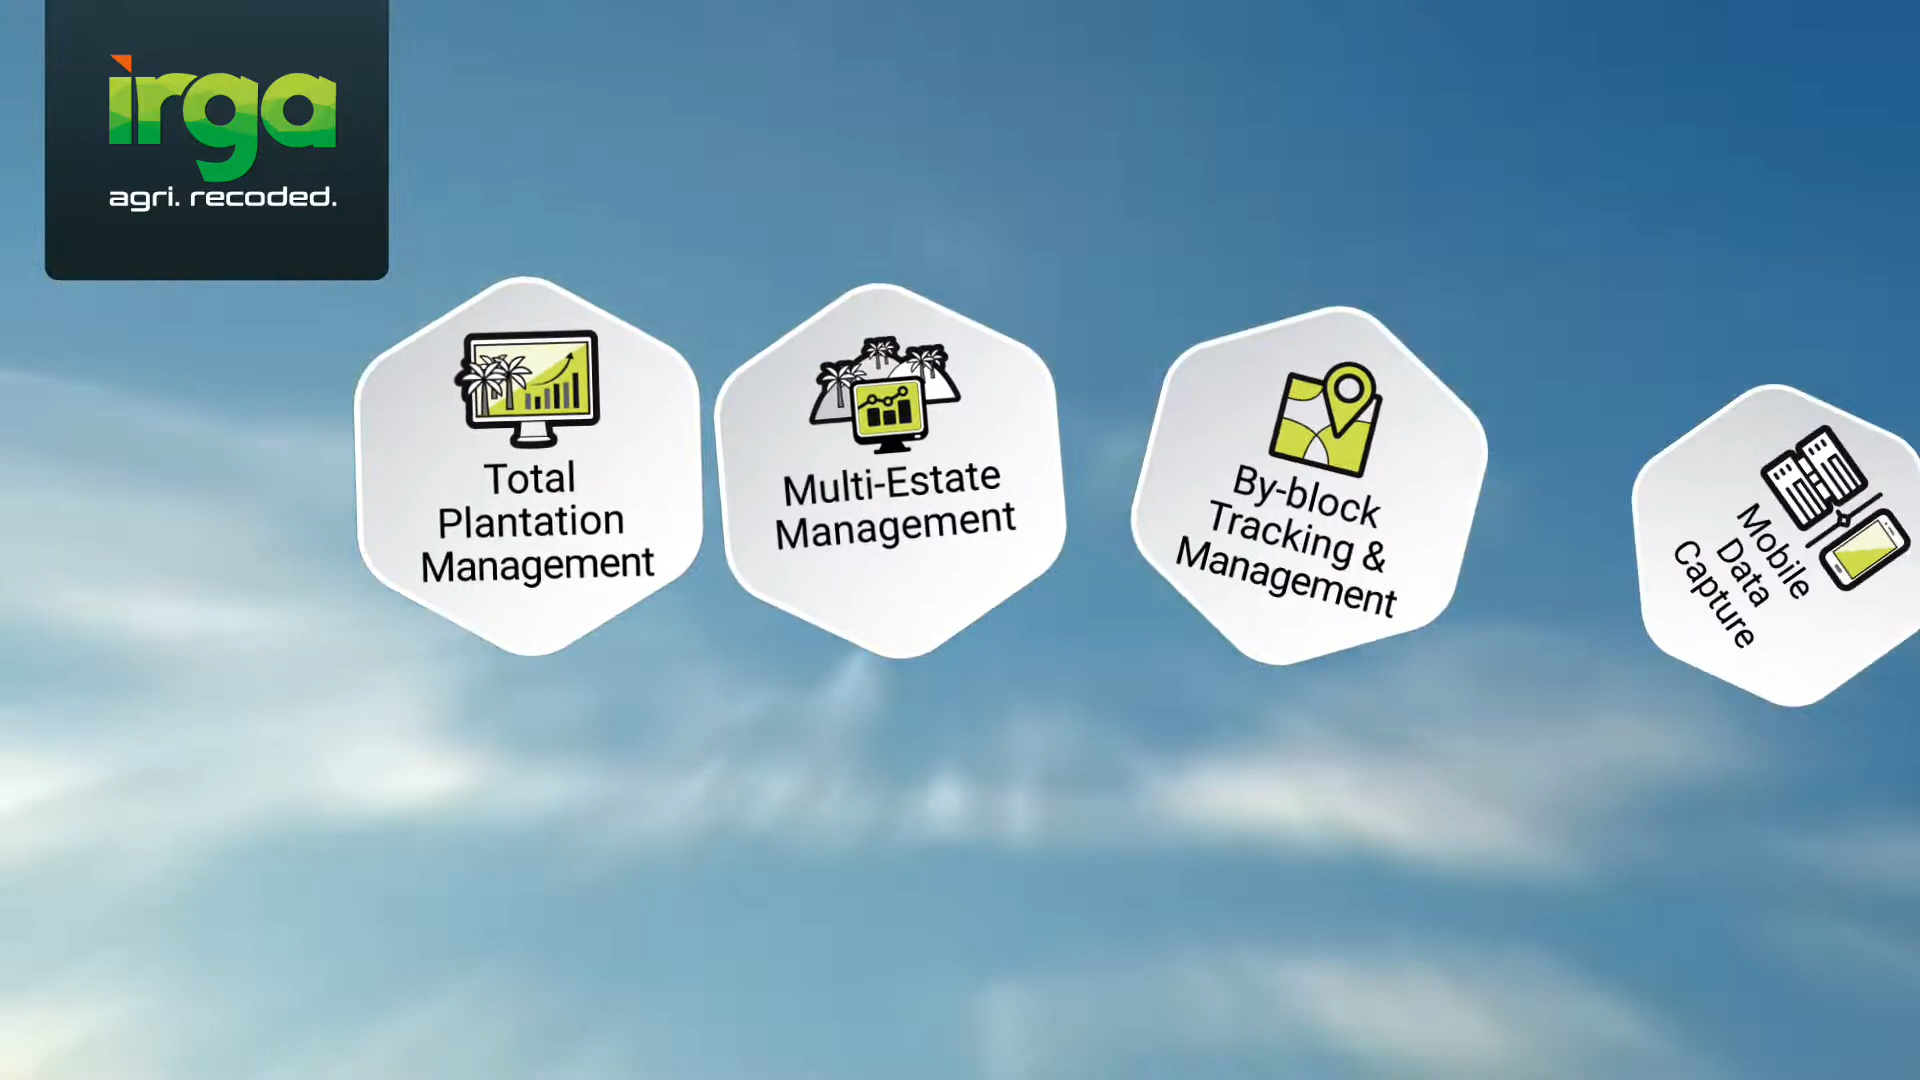 irga
agri. recoded.
Total
Plantation
Management
Multi-Estate
Management
By-block
Tracking &
Management
Mobile
Data
Capture